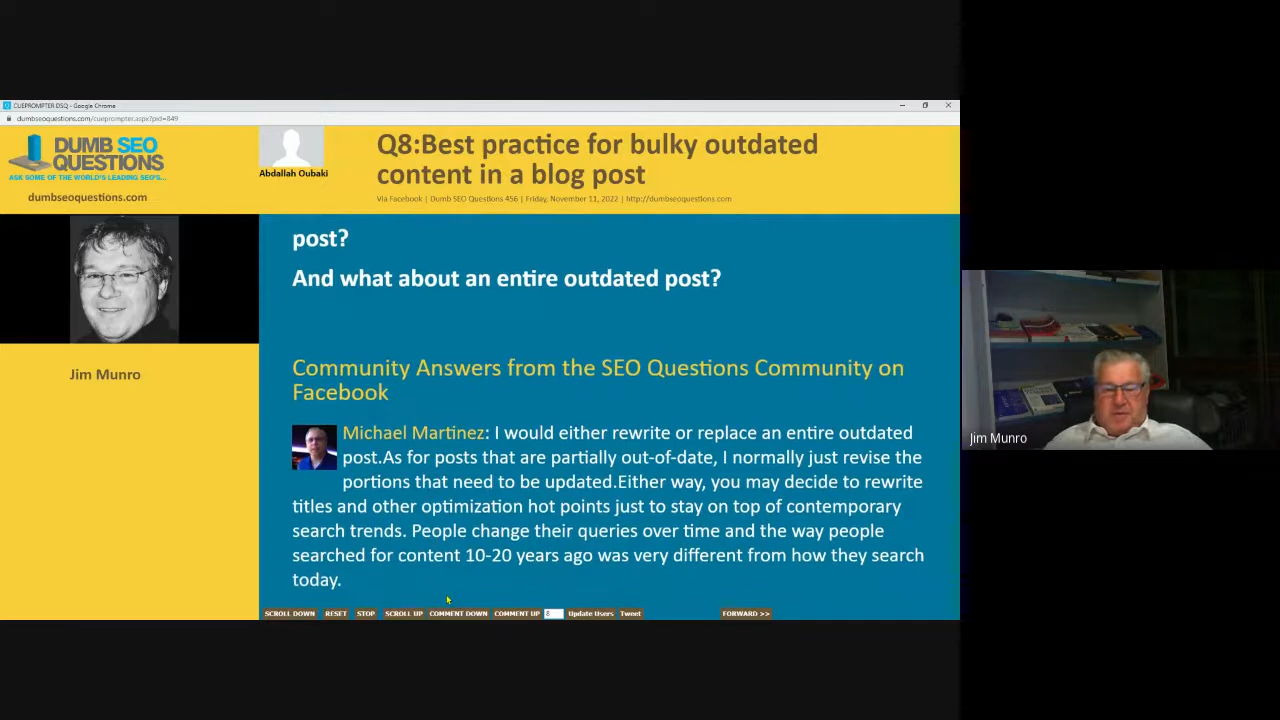 CUEPROMPTER DSQ - Google Chrome
dumbseoquestions.com/cueprompter.aspx?pid=849
DUMB SEO
QUESTIONS
ASK SOME OF THE WORLD'S LEADING SEO'S...
dumbseoquestions.com
Abdallah Oubaki
Q8:Best practice for bulky outdated
content in a blog post
Via Facebook | Dumb SEO Questions 456 | Friday, November 11, 2022 | http://dumbseoquestions.com
Jim Munro
post?
And what about an entire outdated post?
Community Answers from the SEO Questions Community on
Facebook
Michael Martinez: I would either rewrite or replace an entire outdated
post.As for posts that are partially out-of-date, I normally just revise the
portions that need to be updated.Either way, you may decide to rewrite
titles and other optimization hot points just to stay on top of contemporary
search trends. People change their queries over time and the way people
searched for content 10-20 years ago was very different from how they search
today.
SCROLL DOWN RESET STOP SCROLL UP COMMENT DOWN COMMENT UP 8 Update Users Tweet FORWARD >>
Jim Munro